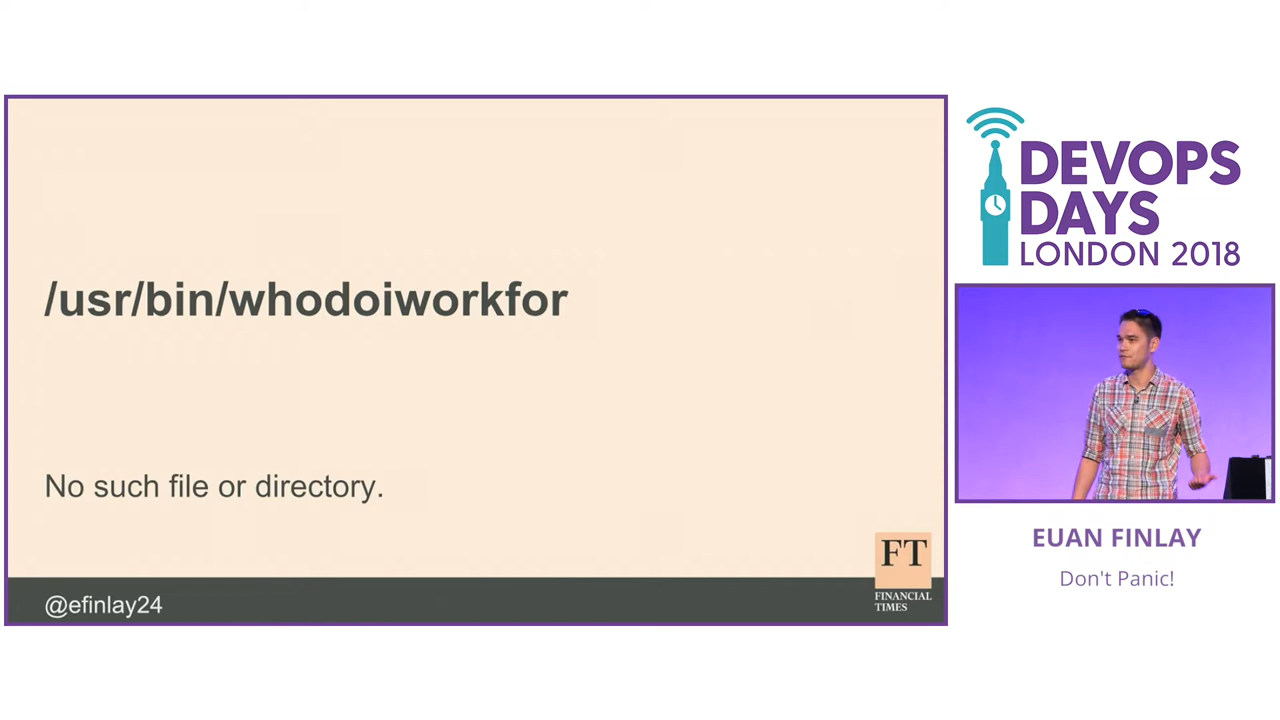 /usr/bin/whodoiworkfor
No such file or directory.
@efinlay24
FT
FINANCIAL
TIMES
DEVOPS
DAYS
LONDON 2018
EUAN FINLAY
Don't Panic!